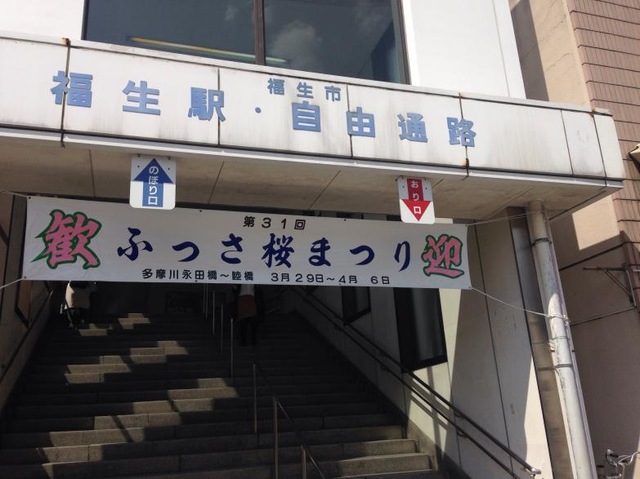 福生市
福生駅・自由通路
のぼり口
おり口
第31回
歓 ふっさ桜まつり 迎
多摩川永田橋～睦橋 3月29日～4月 6日